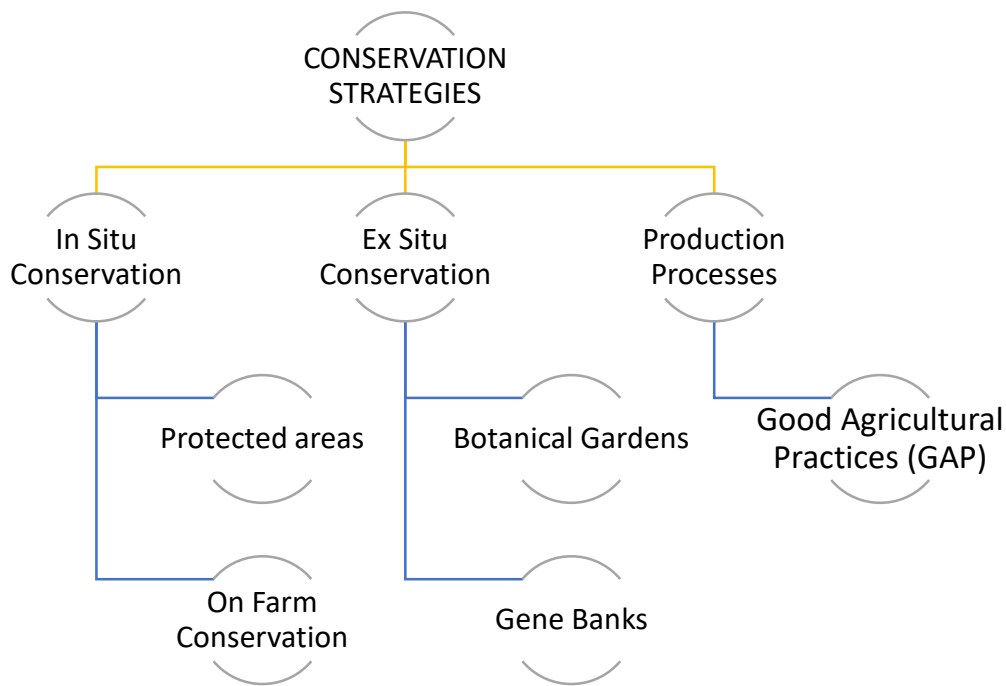 CONSERVATION
STRATEGIES
In Situ
Conservation
Ex Situ
Conservation
Production
Processes
Protected areas
Botanical Gardens
Good Agricultural
Practices (GAP)
On Farm
Conservation
Gene Banks